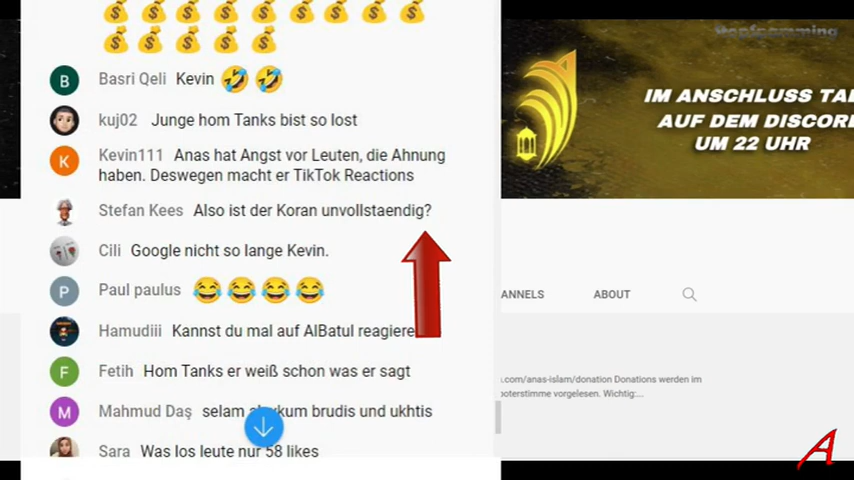 Stopframming
Basri Qeli Kevin 🤣 🤣
B
kuj02 Junge hom Tanks bist so lost
K
Kevin111 Anas hat Angst vor Leuten, die Ahnung
haben. Deswegen macht er TikTok Reactions
Stefan Kees Also ist der Koran unvollstaendig?
Cili Google nicht so lange Kevin.
P
Paul paulus 😂 😂 😂 😂
Hamudiii Kannst du mal auf AlBatul reagiere
F
Fetih Hom Tanks er weiß schon was er sagt
M
Mahmud Daş selam brudis und ukhtis
Sara Was los leute nur 58 likes
IM ANSCHLUSS TAL
AUF DEM DISCORD
UM 22 UHR
ANNELS ABOUT
.com/anas-islam/donation Donations werden im
poterstimme vorgelesen. Wichtig:...
A